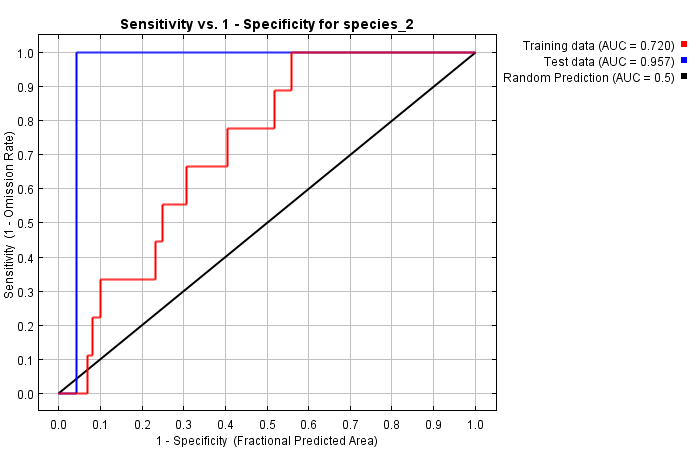 Sensitivity vs. 1 - Specificity for species_2
Training data (AUC = 0.720)
Test data (AUC = 0.957)
Random Prediction (AUC = 0.5)
Sensitivity (1 - Omission Rate)
1.0
0.9
0.8
0.7
0.6
0.5
0.4
0.3
0.2
0.1
0.0
0.0 0.1 0.2 0.3 0.4 0.5 0.6 0.7 0.8 0.9 1.0
1 - Specificity (Fractional Predicted Area)